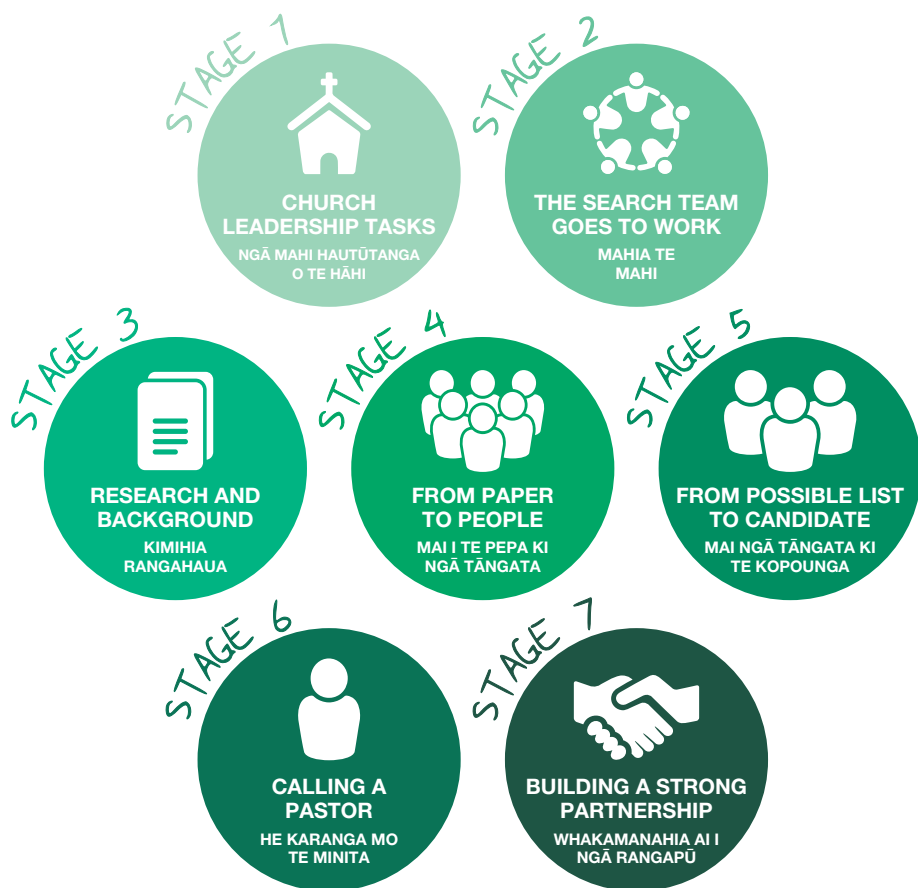 STAGE 1
CHURCH
LEADERSHIP TASKS
NGĀ MAHI HAUTŪTANGA
O TE HĀHI
STAGE 2
THE SEARCH TEAM
GOES TO WORK
MAHIA TE
MAHI
STAGE 3
RESEARCH AND
BACKGROUND
KIMIHIA
RANGAHAUA
STAGE 4
FROM PAPER
TO PEOPLE
MAI I TE PEPA KI
NGĀ TĀNGATA
STAGE 5
FROM POSSIBLE LIST
TO CANDIDATE
MAI NGĀ TĀNGATA KI
TE KOPOUNGA
STAGE 6
CALLING A
PASTOR
HE KARANGA MO
TE MINITA
STAGE 7
BUILDING A STRONG
PARTNERSHIP
WHAKAMANAHIA AI I
NGĀ RANGAPŪ